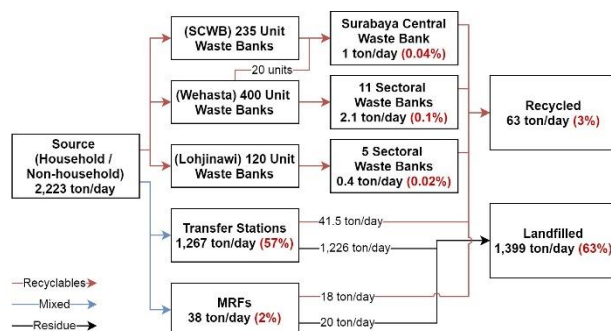 (SCWB) 235 Unit
Waste Banks
Surabaya Central
Waste Bank
1 ton/day (0.04%)
20 units
(Wehasta) 400 Unit
Waste Banks
11 Sectoral
Waste Banks
2.1 ton/day (0.1%)
Recycled
63 ton/day (3%)
Source
(Household /
Non-household)
2,223 ton/day
(Lohjinawi) 120 Unit
Waste Banks
5 Sectoral
Waste Banks
0.4 ton/day (0.02%)
Transfer Stations
1,267 ton/day (57%)
41.5 ton/day
1,226 ton/day
Landfilled
1,399 ton/day (63%)
Recyclables
Mixed
Residue
MRFs
38 ton/day (2%)
18 ton/day
20 ton/day